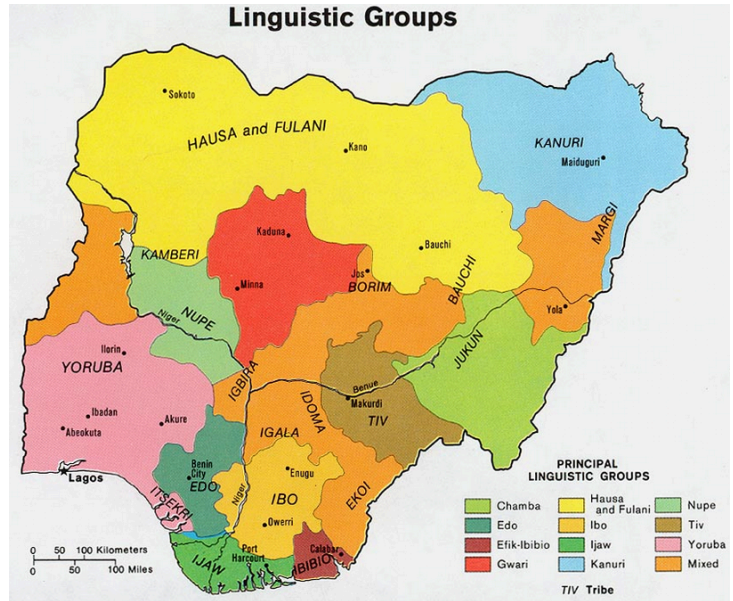 Linguistic Groups
Sokoto
HAUSA and FULANI
Kano
KANURI
Maiduguri
MARGI
Kaduna
Bauchi
KAMBERI
Jos
BORIM
BAUCHI
Minna
NUPE
Niger
Yola
Ilorin
YORUBA
JUKUN
IGBIRA
Benue
Makurdi
IDOMA
TIV
Ibadan
Abeokuta
Akure
IGALA
Benin
City
EDO
Lagos
Enugu
IBO
Niger
EKOI
ITSEKRI
Owerri
Port
Harcourt
Calabar
IJAW
IBIBIO
0 50 100 Kilometers
0 50 100 Miles
PRINCIPAL
LINGUISTIC GROUPS
Chamba
Edo
Efik-Ibibio
Gwari
Hausa
and Fulani
Ibo
Ijaw
Kanuri
Nupe
Tiv
Yoruba
Mixed
TIV Tribe